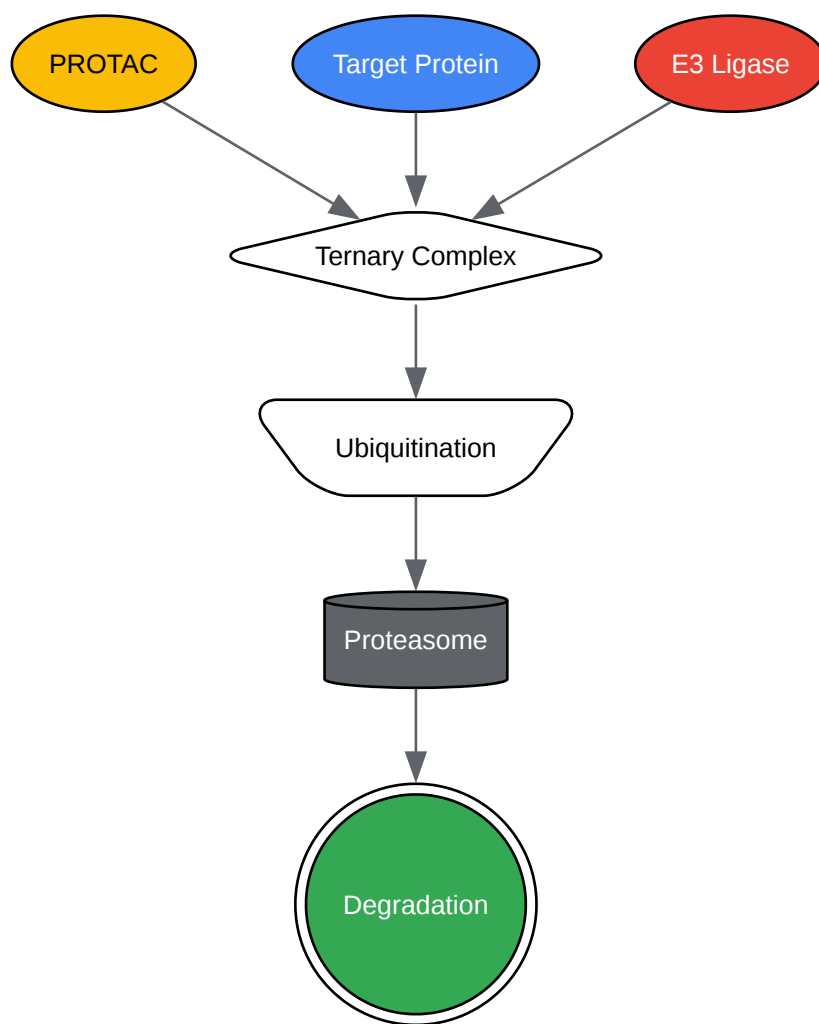 PROTAC
Target Protein
E3 Ligase
Ternary Complex
Ubiquitination
Proteasome
Degradation